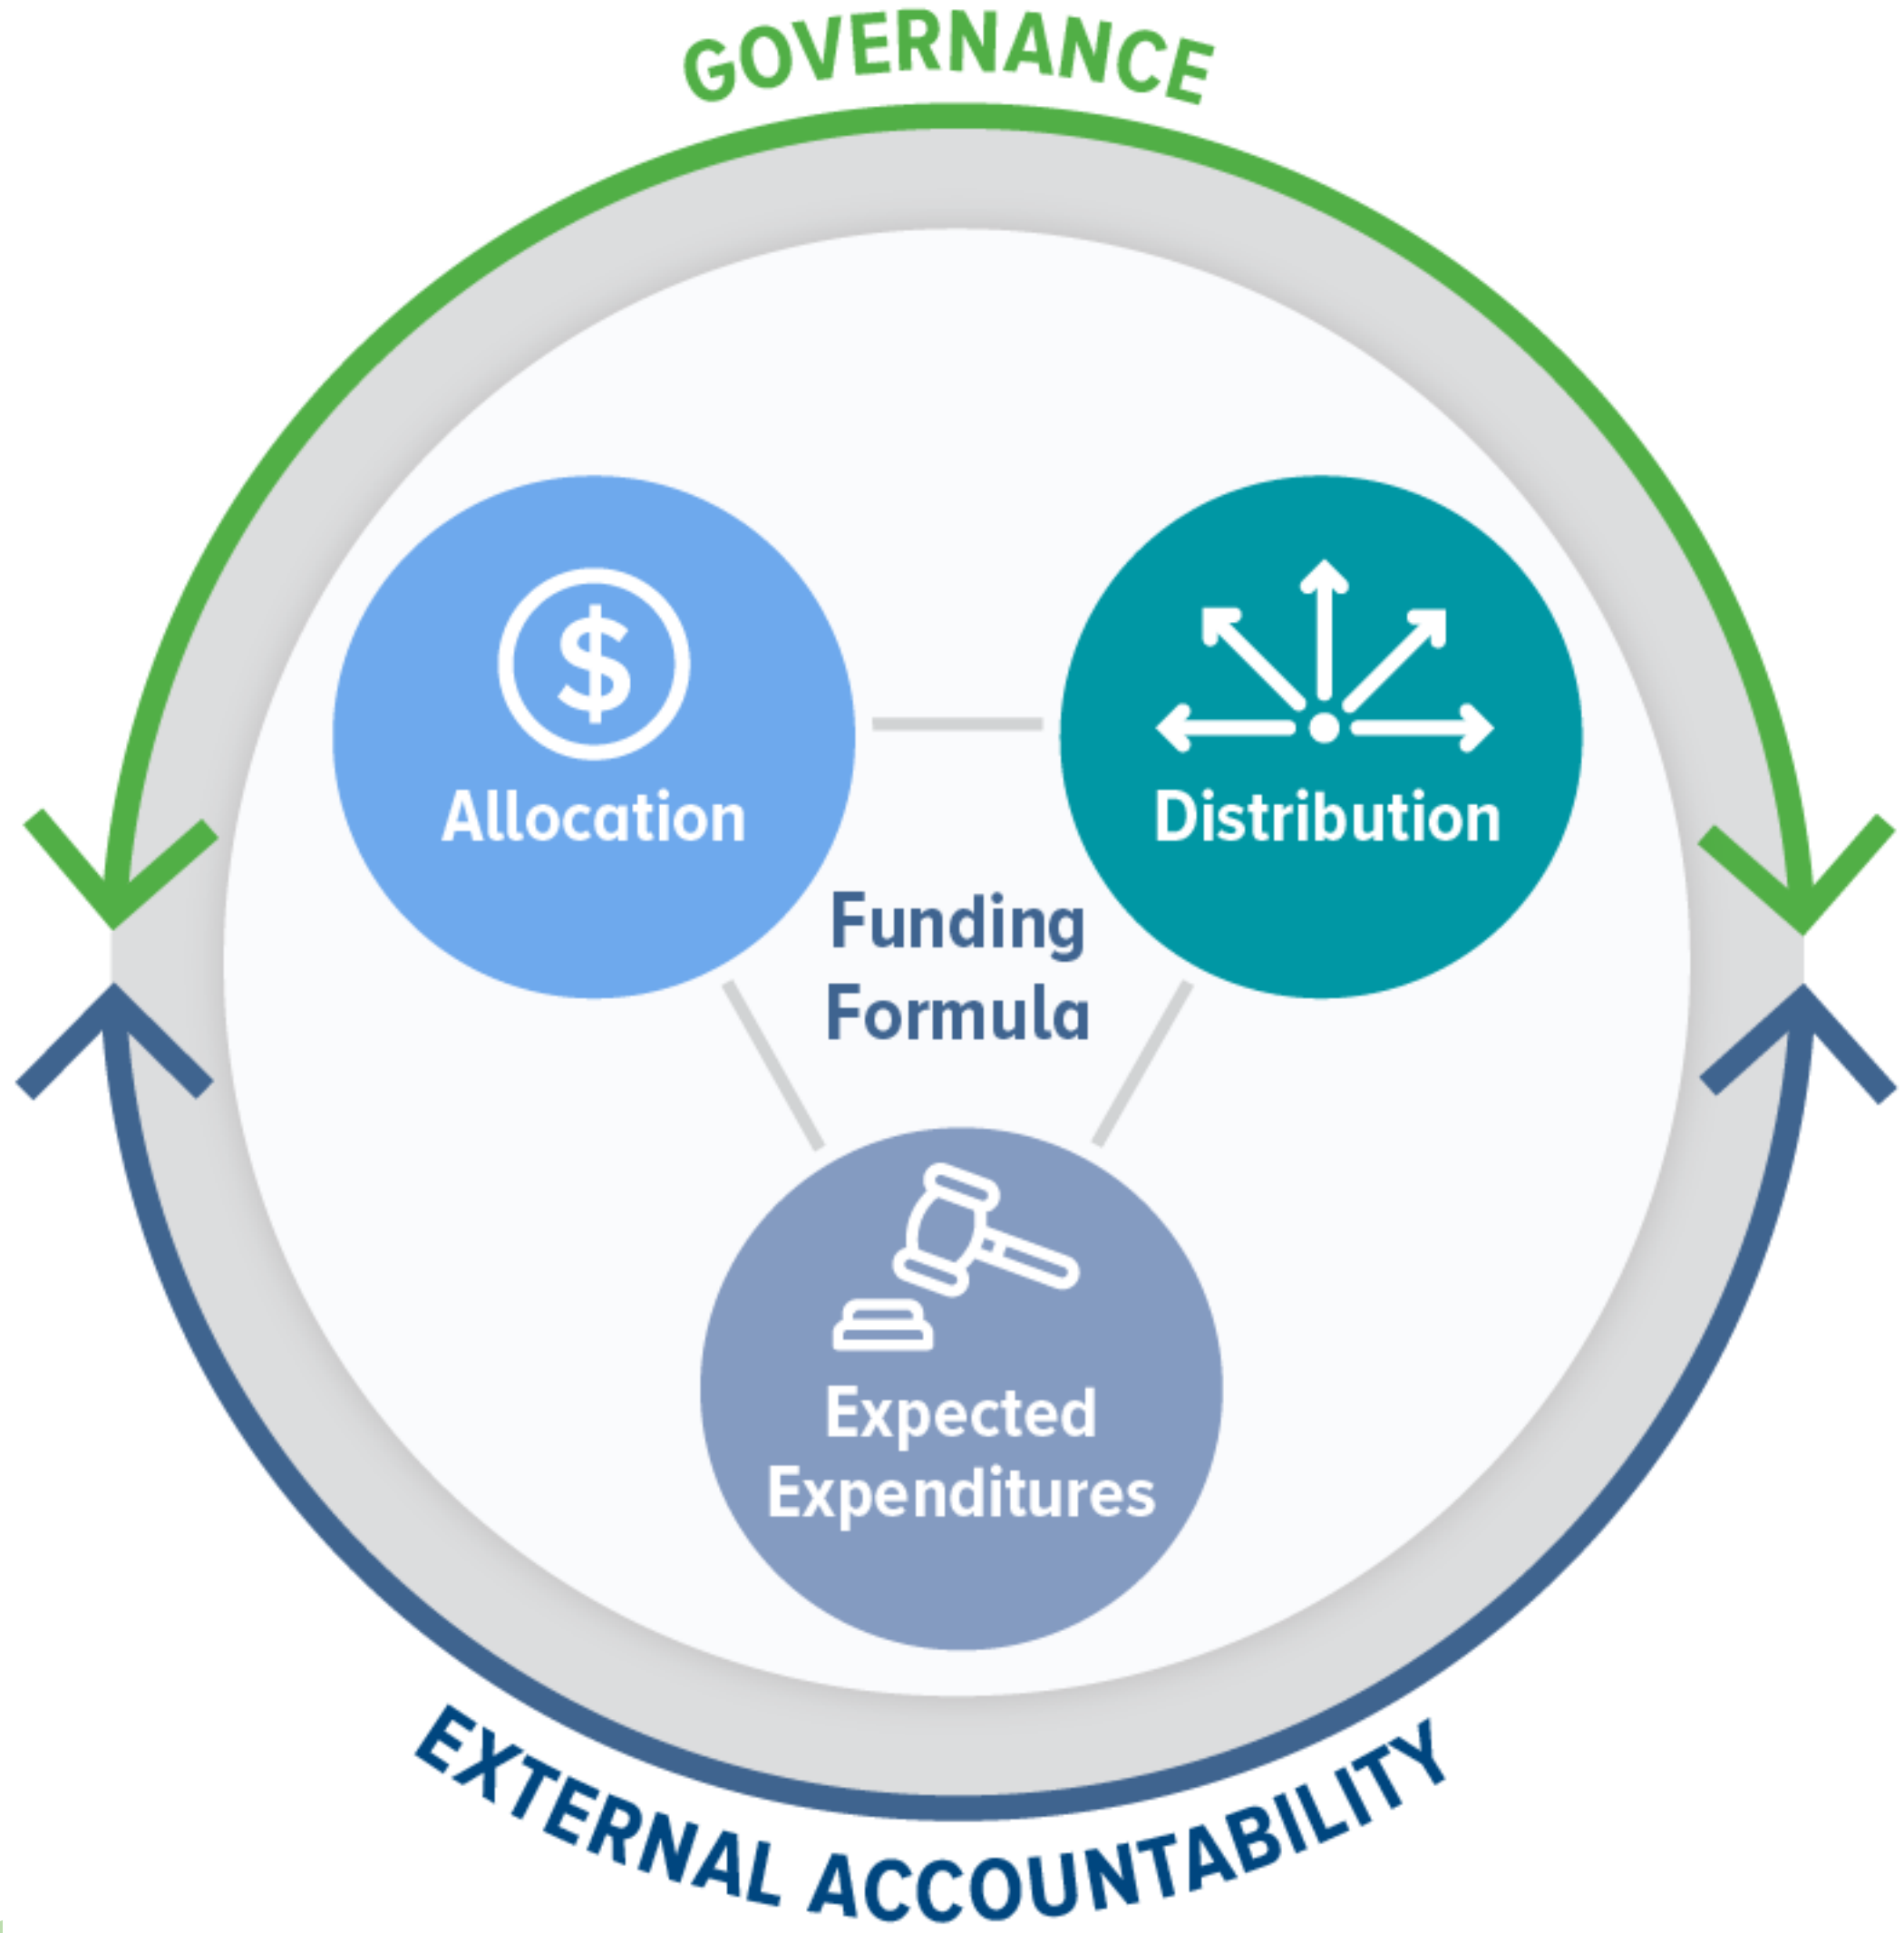 GOVERNANCE
$
Allocation
Distribution
Funding
Formula
Expected
Expenditures
EXTERNAL ACCOUNTABILITY